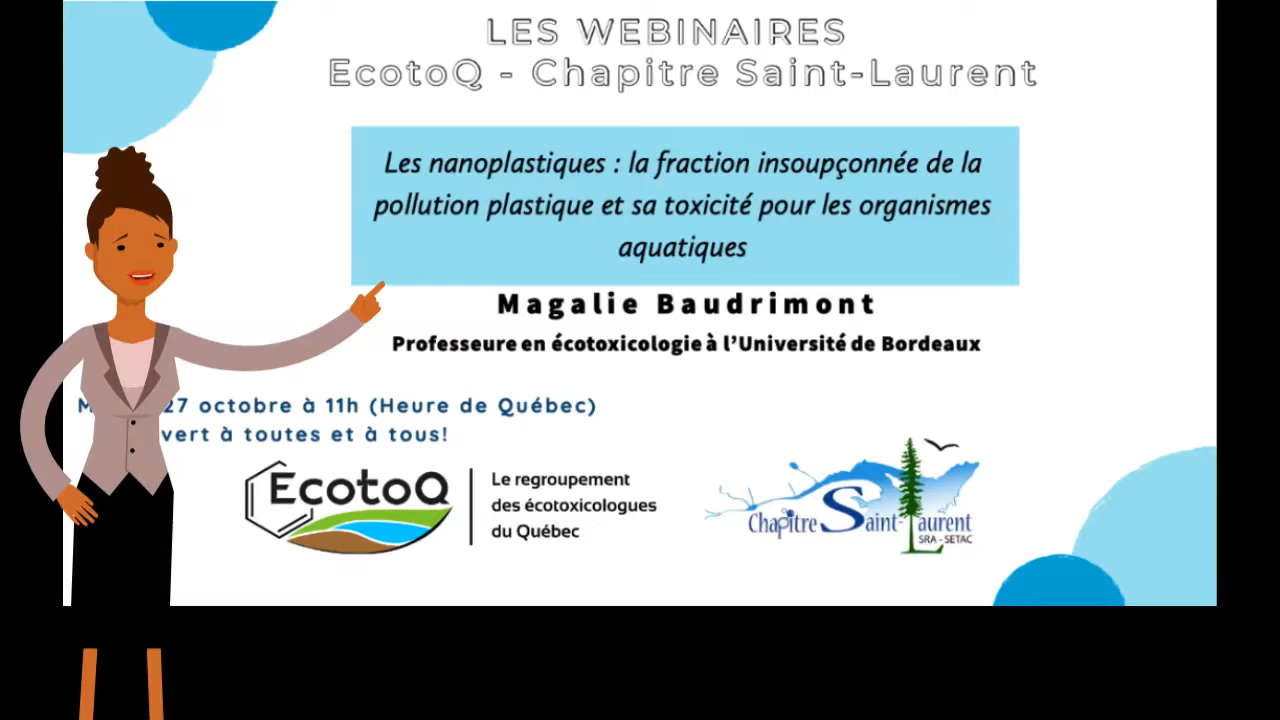 LES WEBINAIRES
EcotoQ - Chapitre Saint-Laurent
Les nanoplastiques : la fraction insoupçonnée de la
pollution plastique et sa toxicité pour les organismes
aquatiques
Magalie Baudrimont
Professeure en écotoxicologie à l'Université de Bordeaux
27 octobre à 11h (Heure de Québec)
à toutes et à tous!
EcotoQ
Le regroupement
des écotoxicologues
du Québec
Chapitre Saint-Laurent
SRA - SETAC